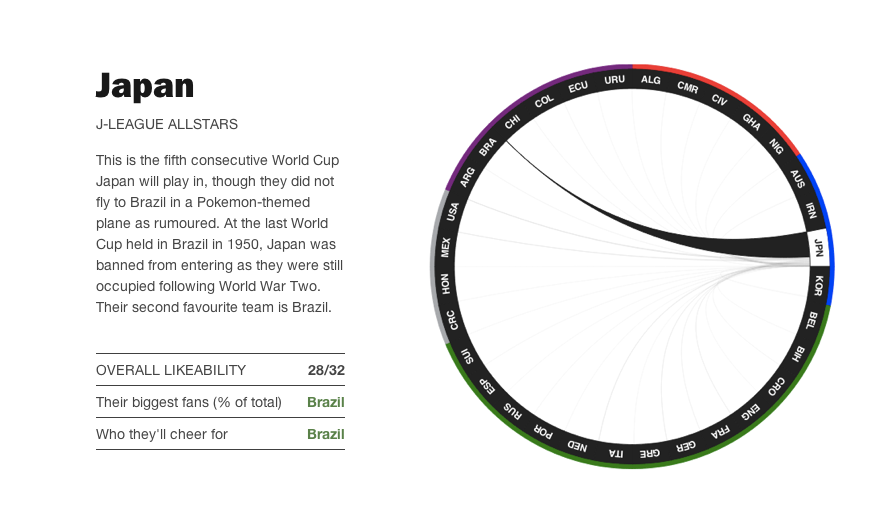 Japan
J-LEAGUE ALLSTARS
This is the fifth consecutive World Cup
Japan will play in, though they did not
fly to Brazil in a Pokemon-themed
plane as rumoured. At the last World
Cup held in Brazil in 1950, Japan was
banned from entering as they were still
occupied following World War Two.
Their second favourite team is Brazil.
OVERALL LIKEABILITY 28/32
Their biggest fans (% of total) Brazil
Who they'll cheer for Brazil
URU
ALG
CMR
CIV
GHA
NIG
AUS
IRN
JPN
KOR
BEL
BIH
CRO
ENG
FRA
GER
GRE
ITA
NED
POR
RUS
ESP
SUI
CRC
HON
MEX
USA
ARG
BRA
CHI
COL
ECU